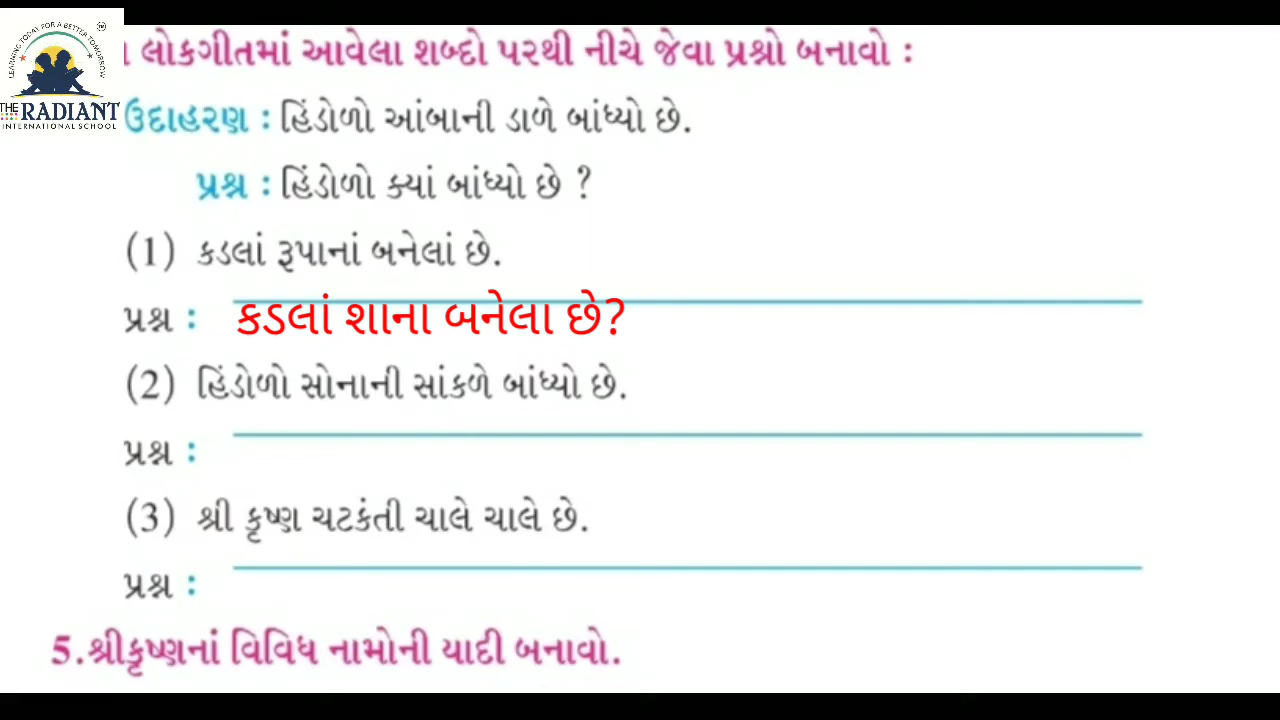 LEARNING TODAY FOR A BETTER TOMORROW
THE RADIANT
INTERNATIONAL SCHOOL
લોકગીતમાં આવેલા શબ્દો પરથી નીચે જેવા પ્રશ્નો બનાવો :
ઉદાહરણ : હિંડોળો આંબાની ડાળે બાંધ્યો છે.
પ્રશ્ન : હિંડોળો ક્યાં બાંધ્યો છે ?
(1) કડલાં રૂપાનાં બનેલાં છે.
પ્રશ્ન : કડલાં શાના બનેલા છે?
(2) હિંડોળો સોનાની સાંકળે બાંધ્યો છે.
પ્રશ્ન :
(3) શ્રી કૃષ્ણ ચટકંતી ચાલે ચાલે છે.
પ્રશ્ન :
5. શ્રીકૃષ્ણનાં વિવિધ નામોની યાદી બનાવો.